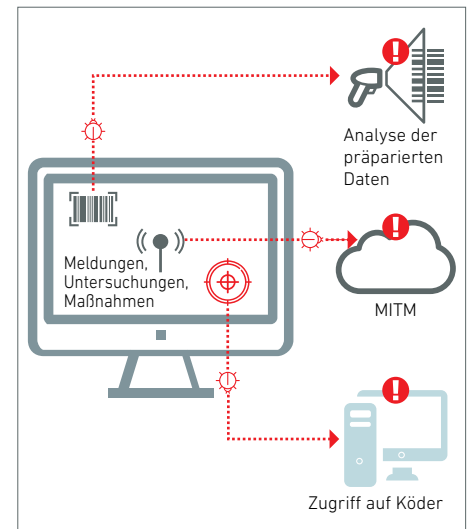 Analyse der
präparierten
Daten
Meldungen,
Untersuchungen,
Maßnahmen
MITM
Zugriff auf Köder